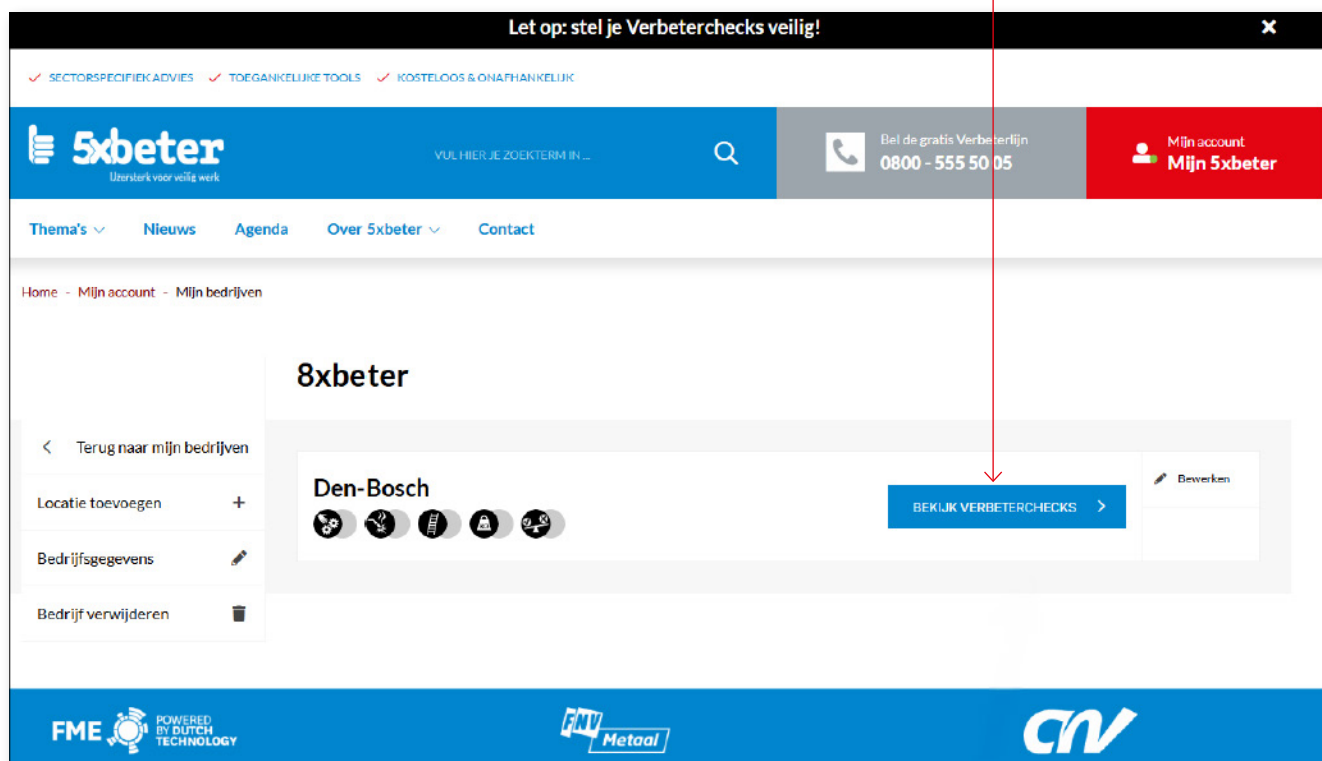 Let op: stel je Verbeterchecks veilig!
SECTORSPECIFIEK ADVIES TOEGANKELIJKE TOOLS KOSTELOOS & ONAFHANKELIJK
5xbeter
IJzersterk voor veilig werk
VUL HIER JE ZOEKTERM IN ...
Bel de gratis Verbeterlijn
0800 - 555 50 05
Mijn account
Mijn 5xbeter
Thema's Nieuws Agenda Over 5xbeter Contact
Home - Mijn account - Mijn bedrijven
8xbeter
Terug naar mijn bedrijven
Locatie toevoegen
Bedrijfsgegevens
Bedrijf verwijderen
Den-Bosch
BEKIJK VERBETERCHECKS
Bewerken
FME POWERED
BY DUTCH
TECHNOLOGY
FNV
Metaal
CNV